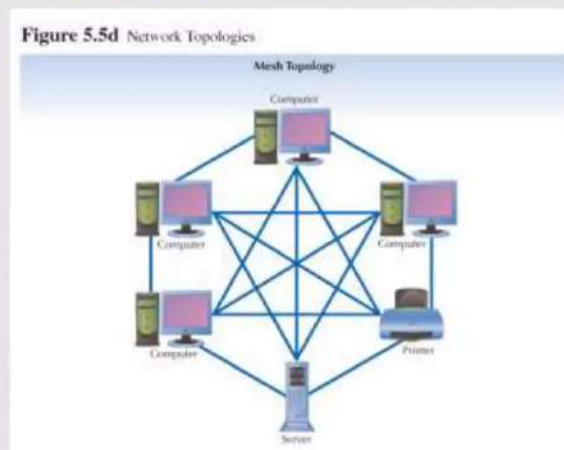 Figure 5.5d Network Topologies
Mesh Topology
Computer
Computer
Computer
Computer
Printer
Server